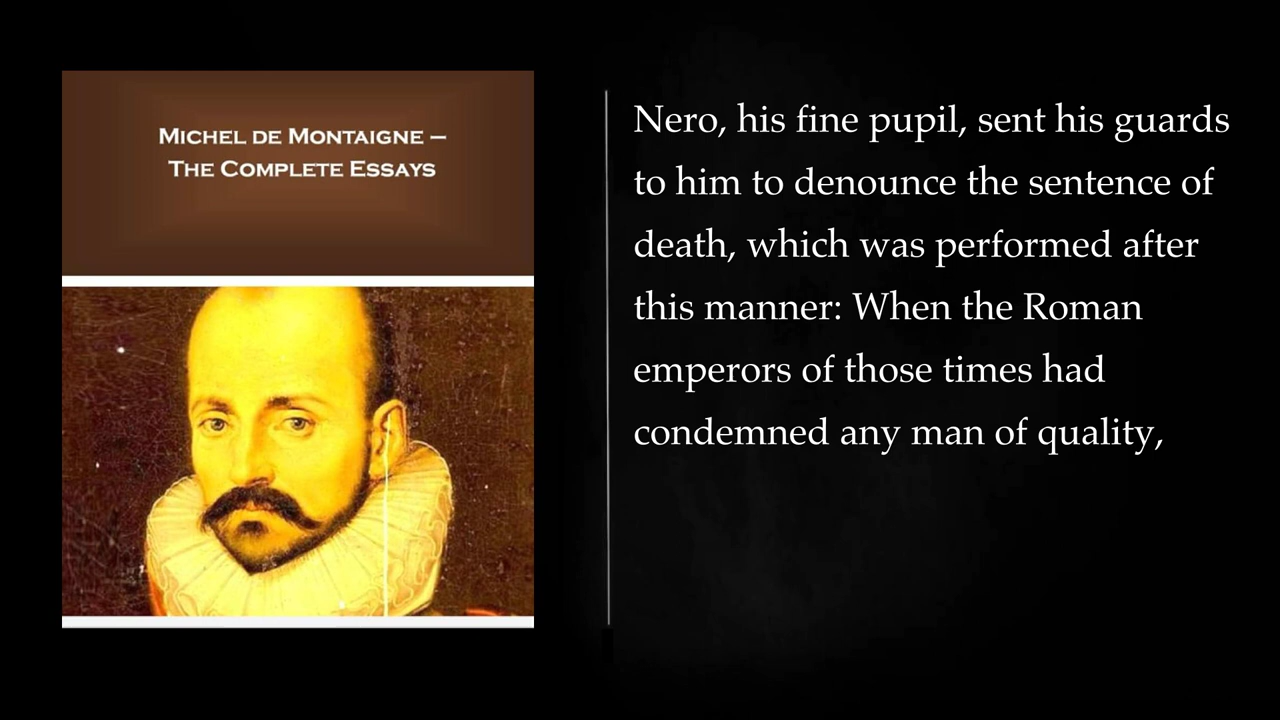 MICHEL DE MONTAIGNE –
THE COMPLETE ESSAYS
Nero, his fine pupil, sent his guards
to him to denounce the sentence of
death, which was performed after
this manner: When the Roman
emperors of those times had
condemned any man of quality,